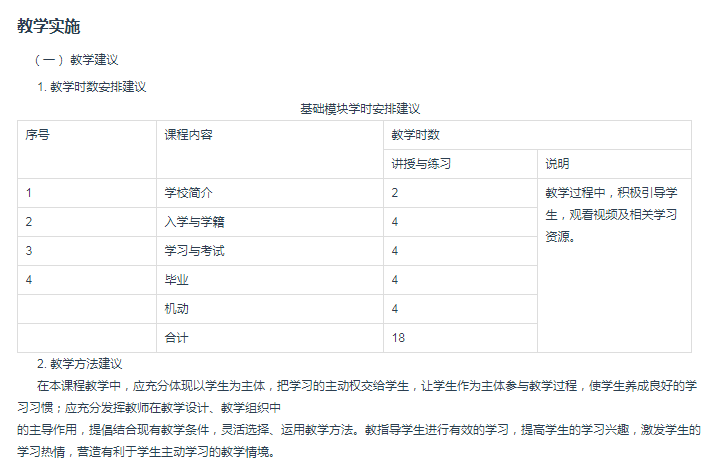 教学实施
（一） 教学建议
1. 教学时数安排建议
基础模块学时安排建议
序号 课程内容 教学时数
讲授与练习 说明
1 学校简介 2 教学过程中，积极引导学
2 入学与学籍 4 生，观看视频及相关学习
3 学习与考试 4 资源。
4 毕业 4
机动 4
合计 18
2. 教学方法建议
在本课程教学中，应充分体现以学生为主体，把学习的主动权交给学生，让学生作为主体参与教学过程，使学生养成良好的学
习习惯；应充分发挥教师在教学设计、教学组织中
的主导作用，提倡结合现有教学条件，灵活选择、运用教学方法。教指导学生进行有效的学习，提高学生的学习兴趣，激发学生的
学习热情，营造有利于学生主动学习的教学情境。